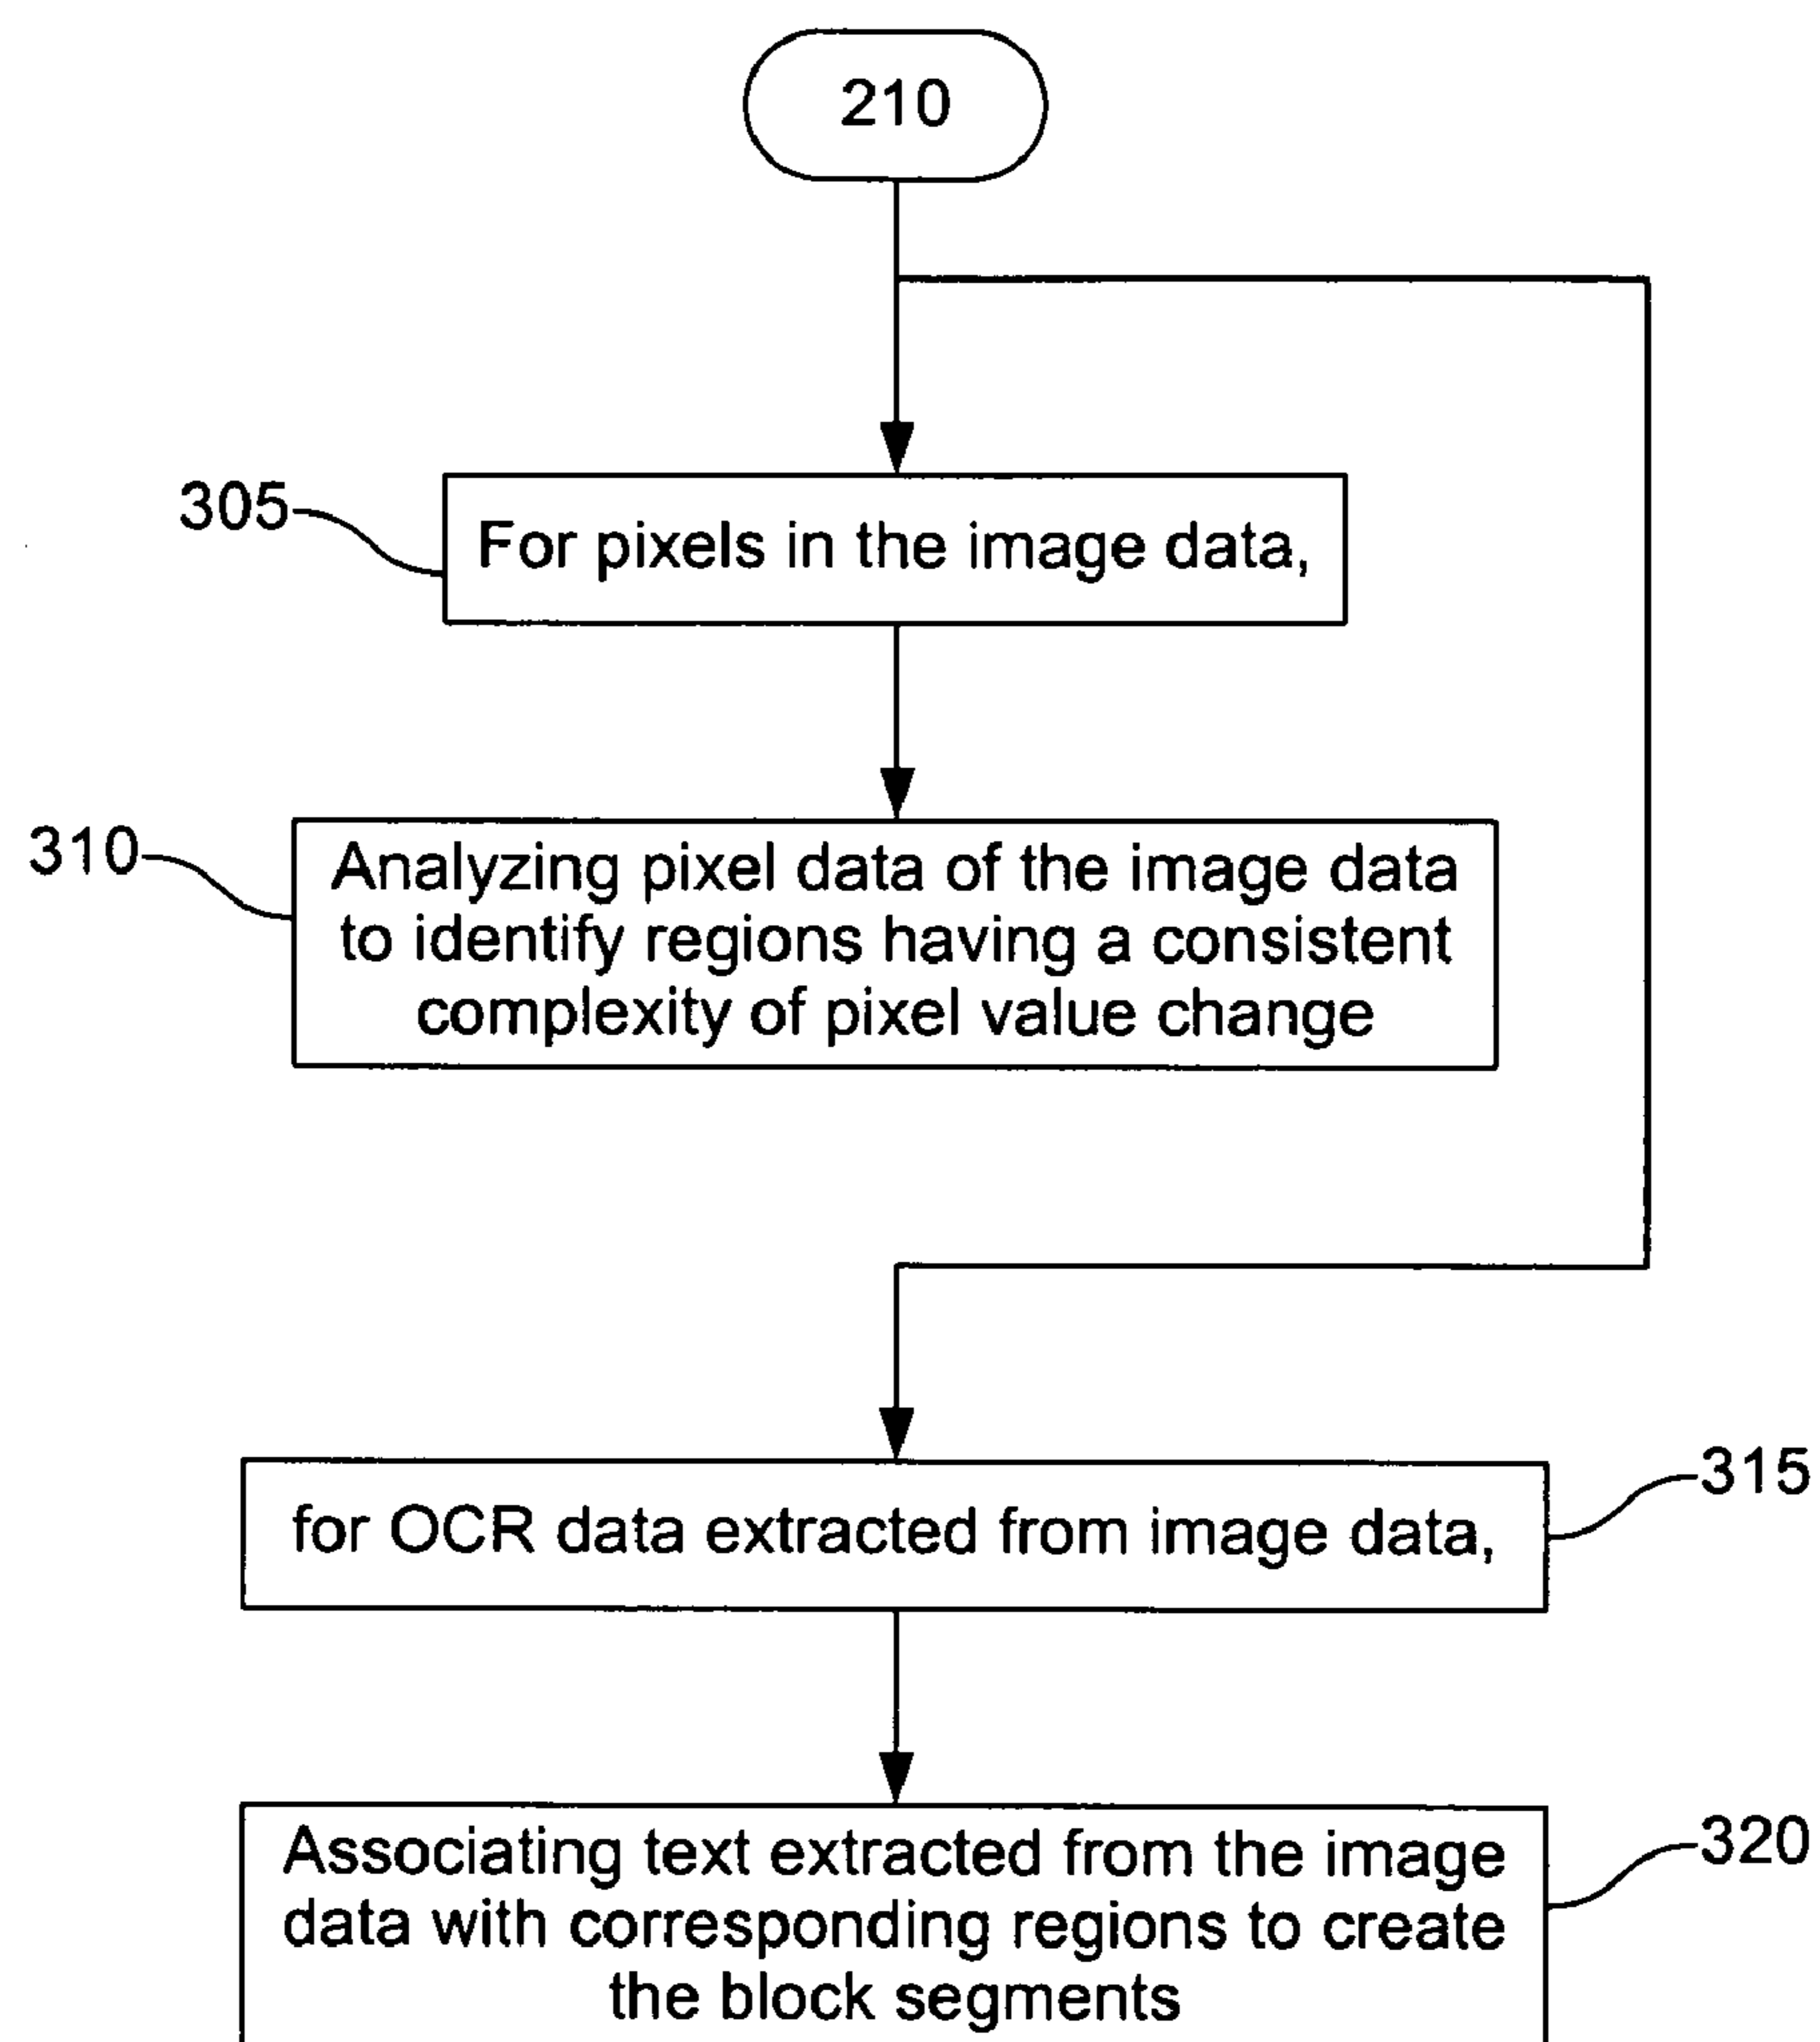 210
305
For pixels in the image data,
310
Analyzing pixel data of the image data
to identify regions having a consistent
complexity of pixel value change
for OCR data extracted from image data,
315
Associating text extracted from the image
data with corresponding regions to create
the block segments
320